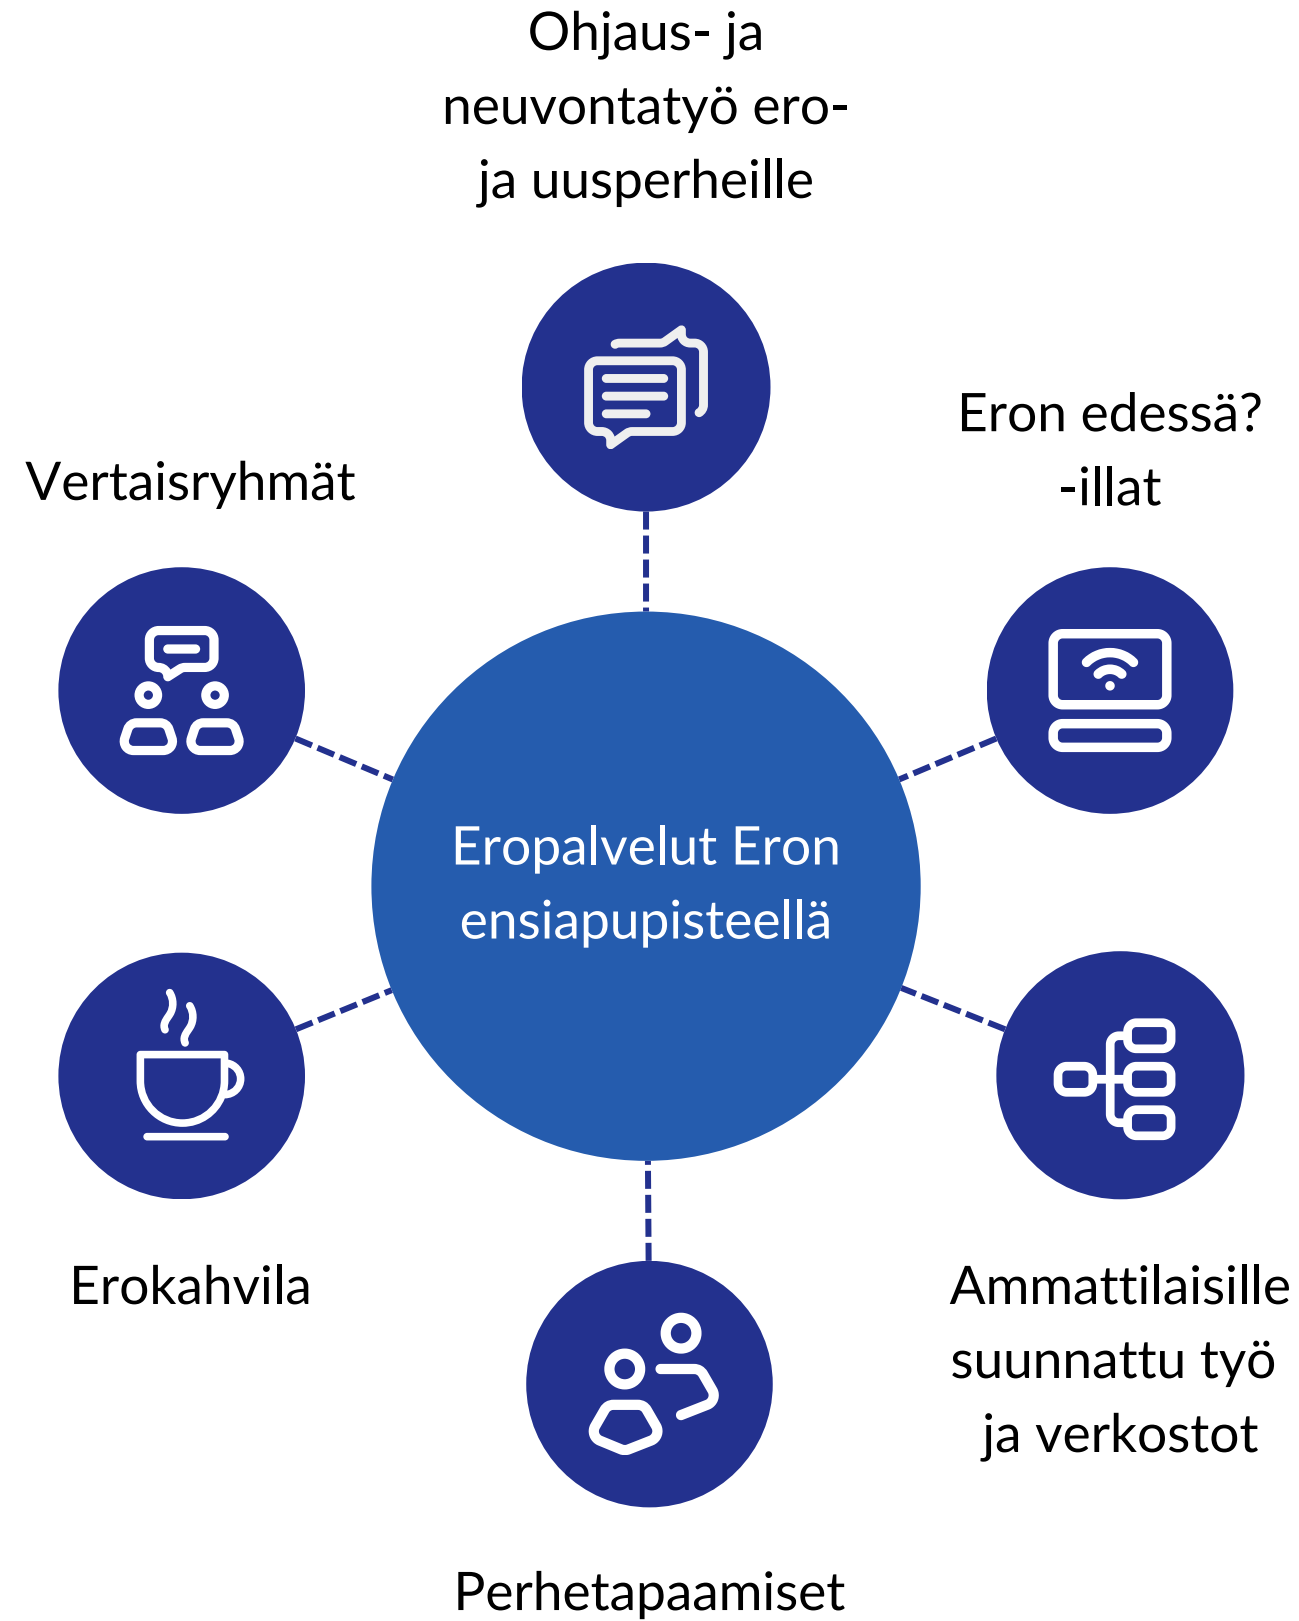 Ohjaus- ja
neuvontatyö ero-
ja uusperheille
Eron edessä?
-illat
Vertaisryhmät
Eropalvelut Eron
ensiapupisteellä
Erokahvila
Ammattilaisille
suunnattu työ
ja verkostot
Perhetapaamiset